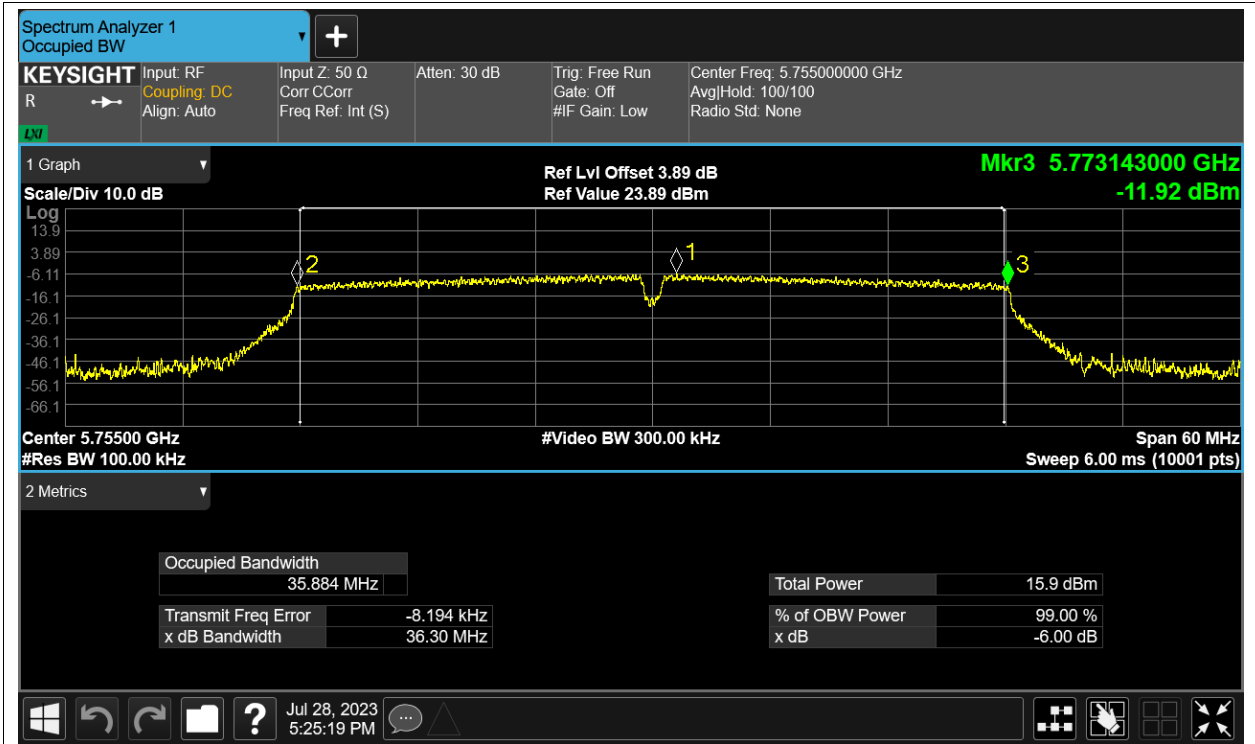 Spectrum Analyzer 1
Occupied BW
KEYSIGHT
R
LXI
Input: RF
Coupling: DC
Align: Auto
Input Z: 50 Ω
Corr CCorr
Freq Ref: Int (S)
Atten: 30 dB
Trig: Free Run
Gate: Off
#IF Gain: Low
Center Freq: 5.755000000 GHz
Avg|Hold: 100/100
Radio Std: None
1 Graph
Scale/Div 10.0 dB
Ref Lvl Offset 3.89 dB
Ref Value 23.89 dBm
Mkr3 5.773143000 GHz
-11.92 dBm
Log
13.9
3.89
-6.11
-16.1
-26.1
-36.1
-46.1
-56.1
-66.1
2
1
3
Center 5.75500 GHz
#Res BW 100.00 kHz
#Video BW 300.00 kHz
Span 60 MHz
Sweep 6.00 ms (10001 pts)
2 Metrics
Occupied Bandwidth
35.884 MHz
Transmit Freq Error -8.194 kHz
x dB Bandwidth 36.30 MHz
Total Power 15.9 dBm
% of OBW Power 99.00 %
x dB -6.00 dB
?
Jul 28, 2023
5:25:19 PM